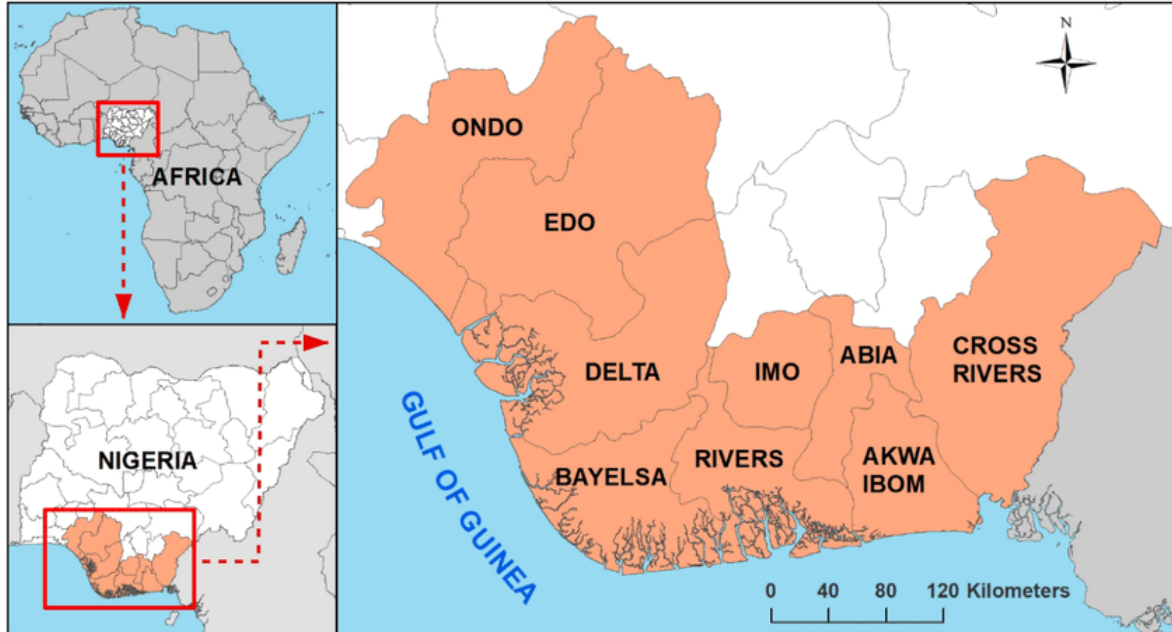 AFRICA
NIGERIA
N
ONDO
EDO
DELTA
IMO
ABIA
CROSS
RIVERS
BAYELSA
RIVERS
AKWA
IBOM
GULF OF GUINEA
0 40 80 120 Kilometers